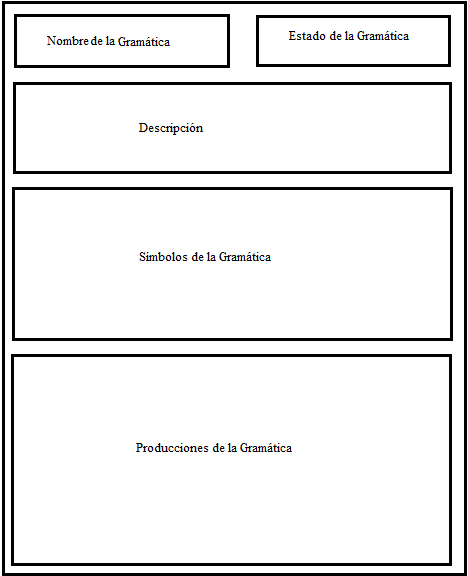 Nombre de la Gramática
Estado de la Gramática
Descripción
Símbolos de la Gramática
Producciones de la Gramática